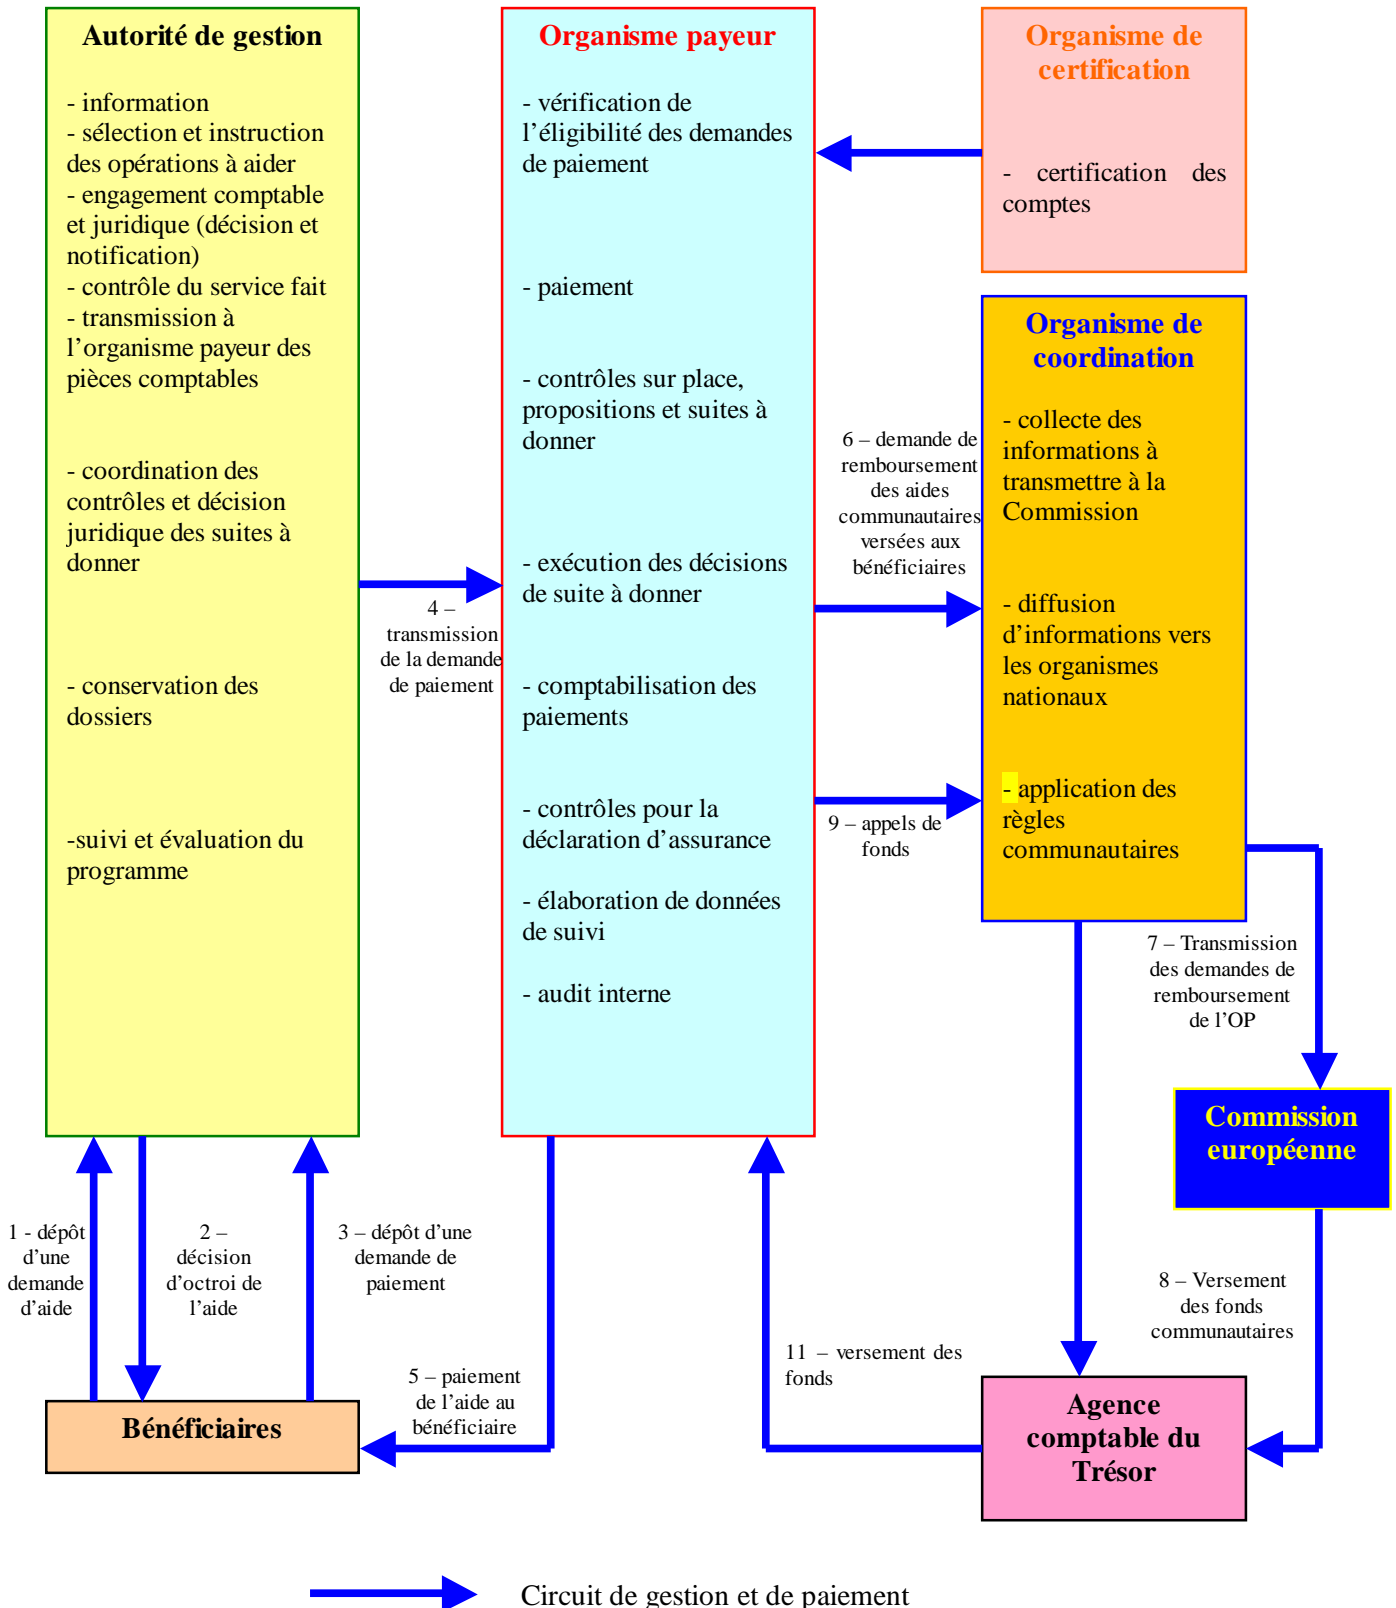 Autorité de gestion
- information
- sélection et instruction
des opérations à aider
- engagement comptable
et juridique (décision et
notification)
- contrôle du service fait
- transmission à
l’organisme payeur des
pièces comptables
- coordination des
contrôles et décision
juridique des suites à
donner
- conservation des
dossiers
-suivi et évaluation du
programme
Organisme payeur
- vérification de
l’éligibilité des demandes
de paiement
- paiement
- contrôles sur place,
propositions et suites à
donner
- exécution des décisions
de suite à donner
- comptabilisation des
paiements
- contrôles pour la
déclaration d’assurance
- élaboration de données
de suivi
- audit interne
Organisme de
certification
- certification des
comptes
Organisme de
coordination
- collecte des
informations à
transmettre à la
Commission
- diffusion
d’informations vers
les organismes
nationaux
- application des
règles
communautaires
4 –
transmission
de la demande
de paiement
6 – demande de
remboursement
des aides
communautaires
versées aux
bénéficiaires
9 – appels de
fonds
7 – Transmission
des demandes de
remboursement
de l’OP
Commission
européenne
1 - dépôt
d’une
demande
d’aide
2 –
décision
d’octroi de
l’aide
3 – dépôt d’une
demande de
paiement
5 – paiement
de l’aide au
bénéficiaire
11 – versement des
fonds
8 – Versement
des fonds
communautaires
Bénéficiaires
Agence
comptable du
Trésor
Circuit de gestion et de paiement